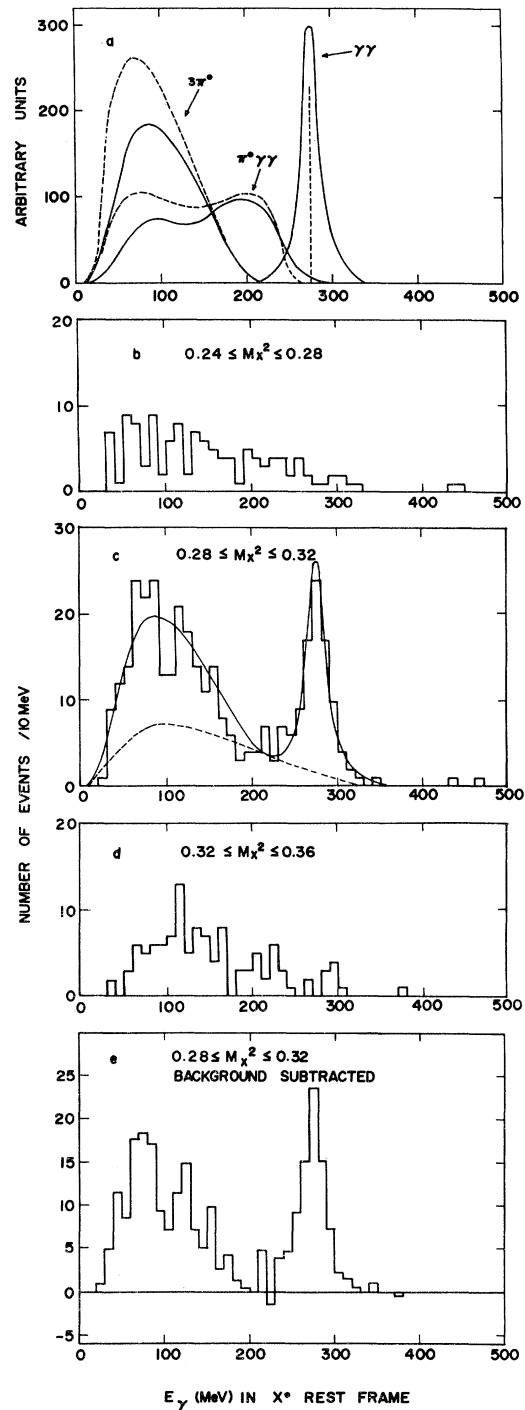 300
200
100
0
ARBITRARY UNITS
a
3π°
π°γγ
γγ
0 100 200 300 400 500
20
10
0
b 0.24 ≤ Mx² ≤ 0.28
0 100 200 300 400 500
30
20
10
0
c 0.28 ≤ Mx² ≤ 0.32
0 100 200 300 400 500
NUMBER OF EVENTS /10 MeV
20
10
0
d 0.32 ≤ Mx² ≤ 0.36
0 100 200 300 400 500
25
20
15
10
5
0
-5
e 0.28 ≤ Mx² ≤ 0.32
BACKGROUND SUBTRACTED
0 100 200 300 400 500
Eγ (MeV) IN X° REST FRAME